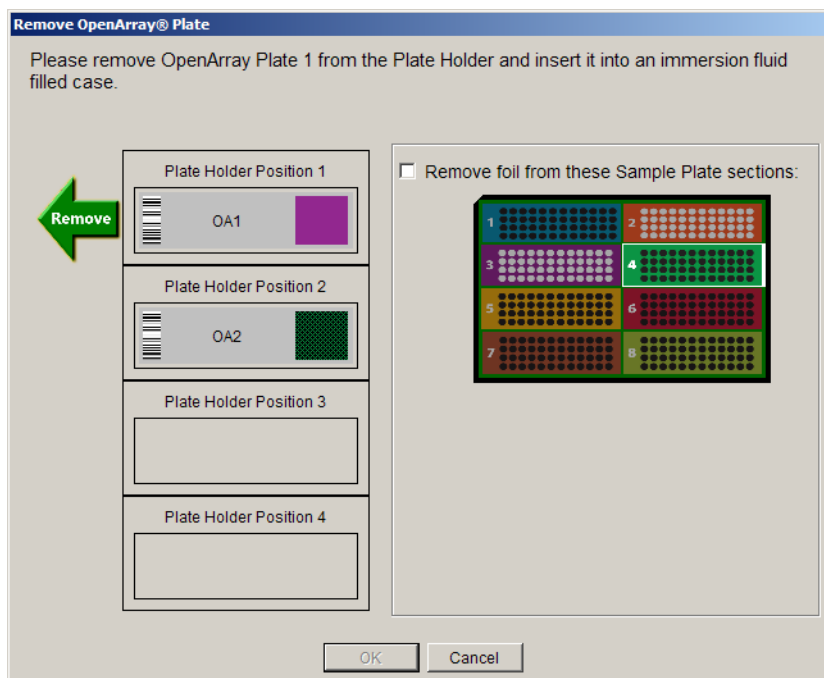 Remove OpenArray® Plate
Please remove OpenArray Plate 1 from the Plate Holder and insert it into an immersion fluid
filled case.
Remove
Plate Holder Position 1
OA1
Plate Holder Position 2
OA2
Plate Holder Position 3
Plate Holder Position 4
Remove foil from these Sample Plate sections:
1
2
3
4
5
6
7
8
OK
Cancel